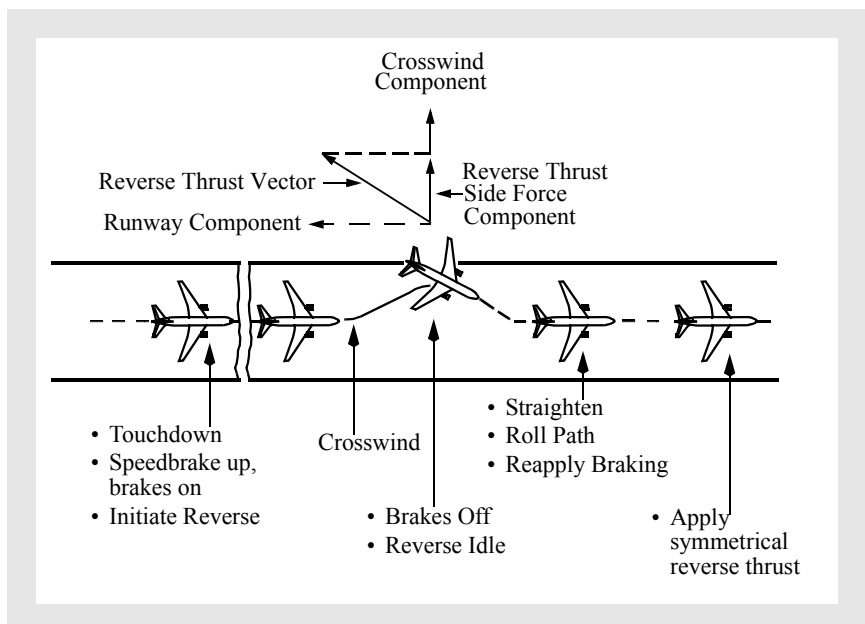 Crosswind
Component
Reverse Thrust Vector
Reverse Thrust
Side Force
Component
Runway Component
• Touchdown
• Speedbrake up,
brakes on
• Initiate Reverse
Crosswind
• Brakes Off
• Reverse Idle
• Straighten
• Roll Path
• Reapply Braking
• Apply
symmetrical
reverse thrust